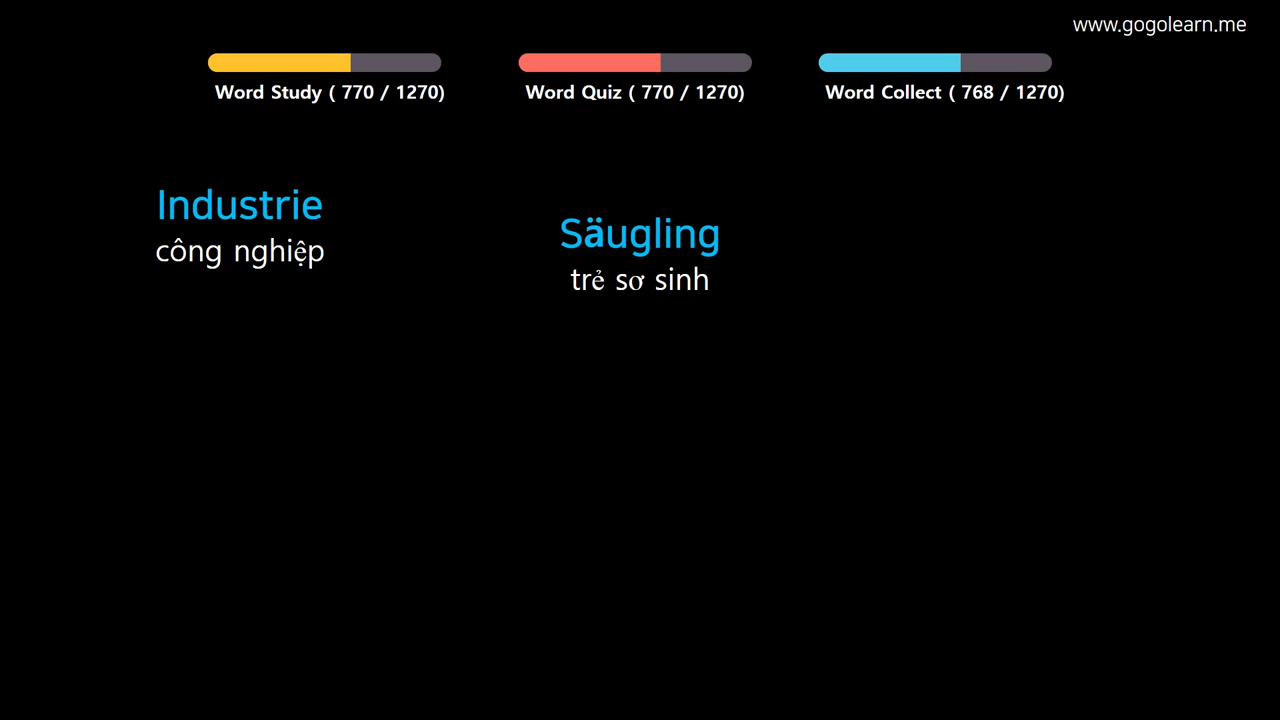 www.gogolearn.me
Word Study ( 770 / 1270)
Word Quiz ( 770 / 1270)
Word Collect ( 768 / 1270)
Industrie
công nghiệp
Säugling
trẻ sơ sinh